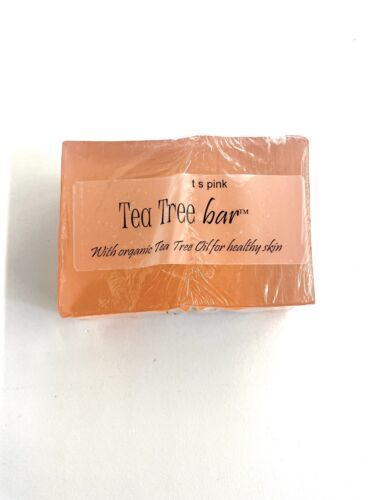 t s pink
Tea Tree bar™
With organic Tea Tree Oil for healthy skin